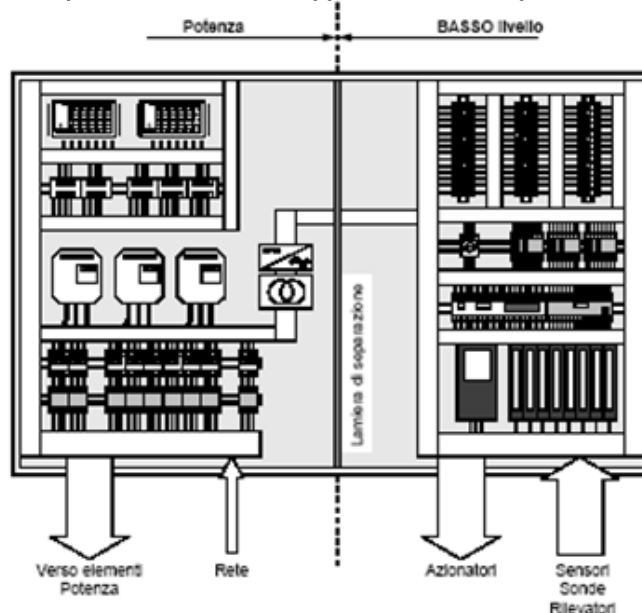 Potenza
BASSO livello
Lamiera di separazione
Verso elementi
Potenza
Rete
Azionatori
Sensori
Sonde
Rilevatori